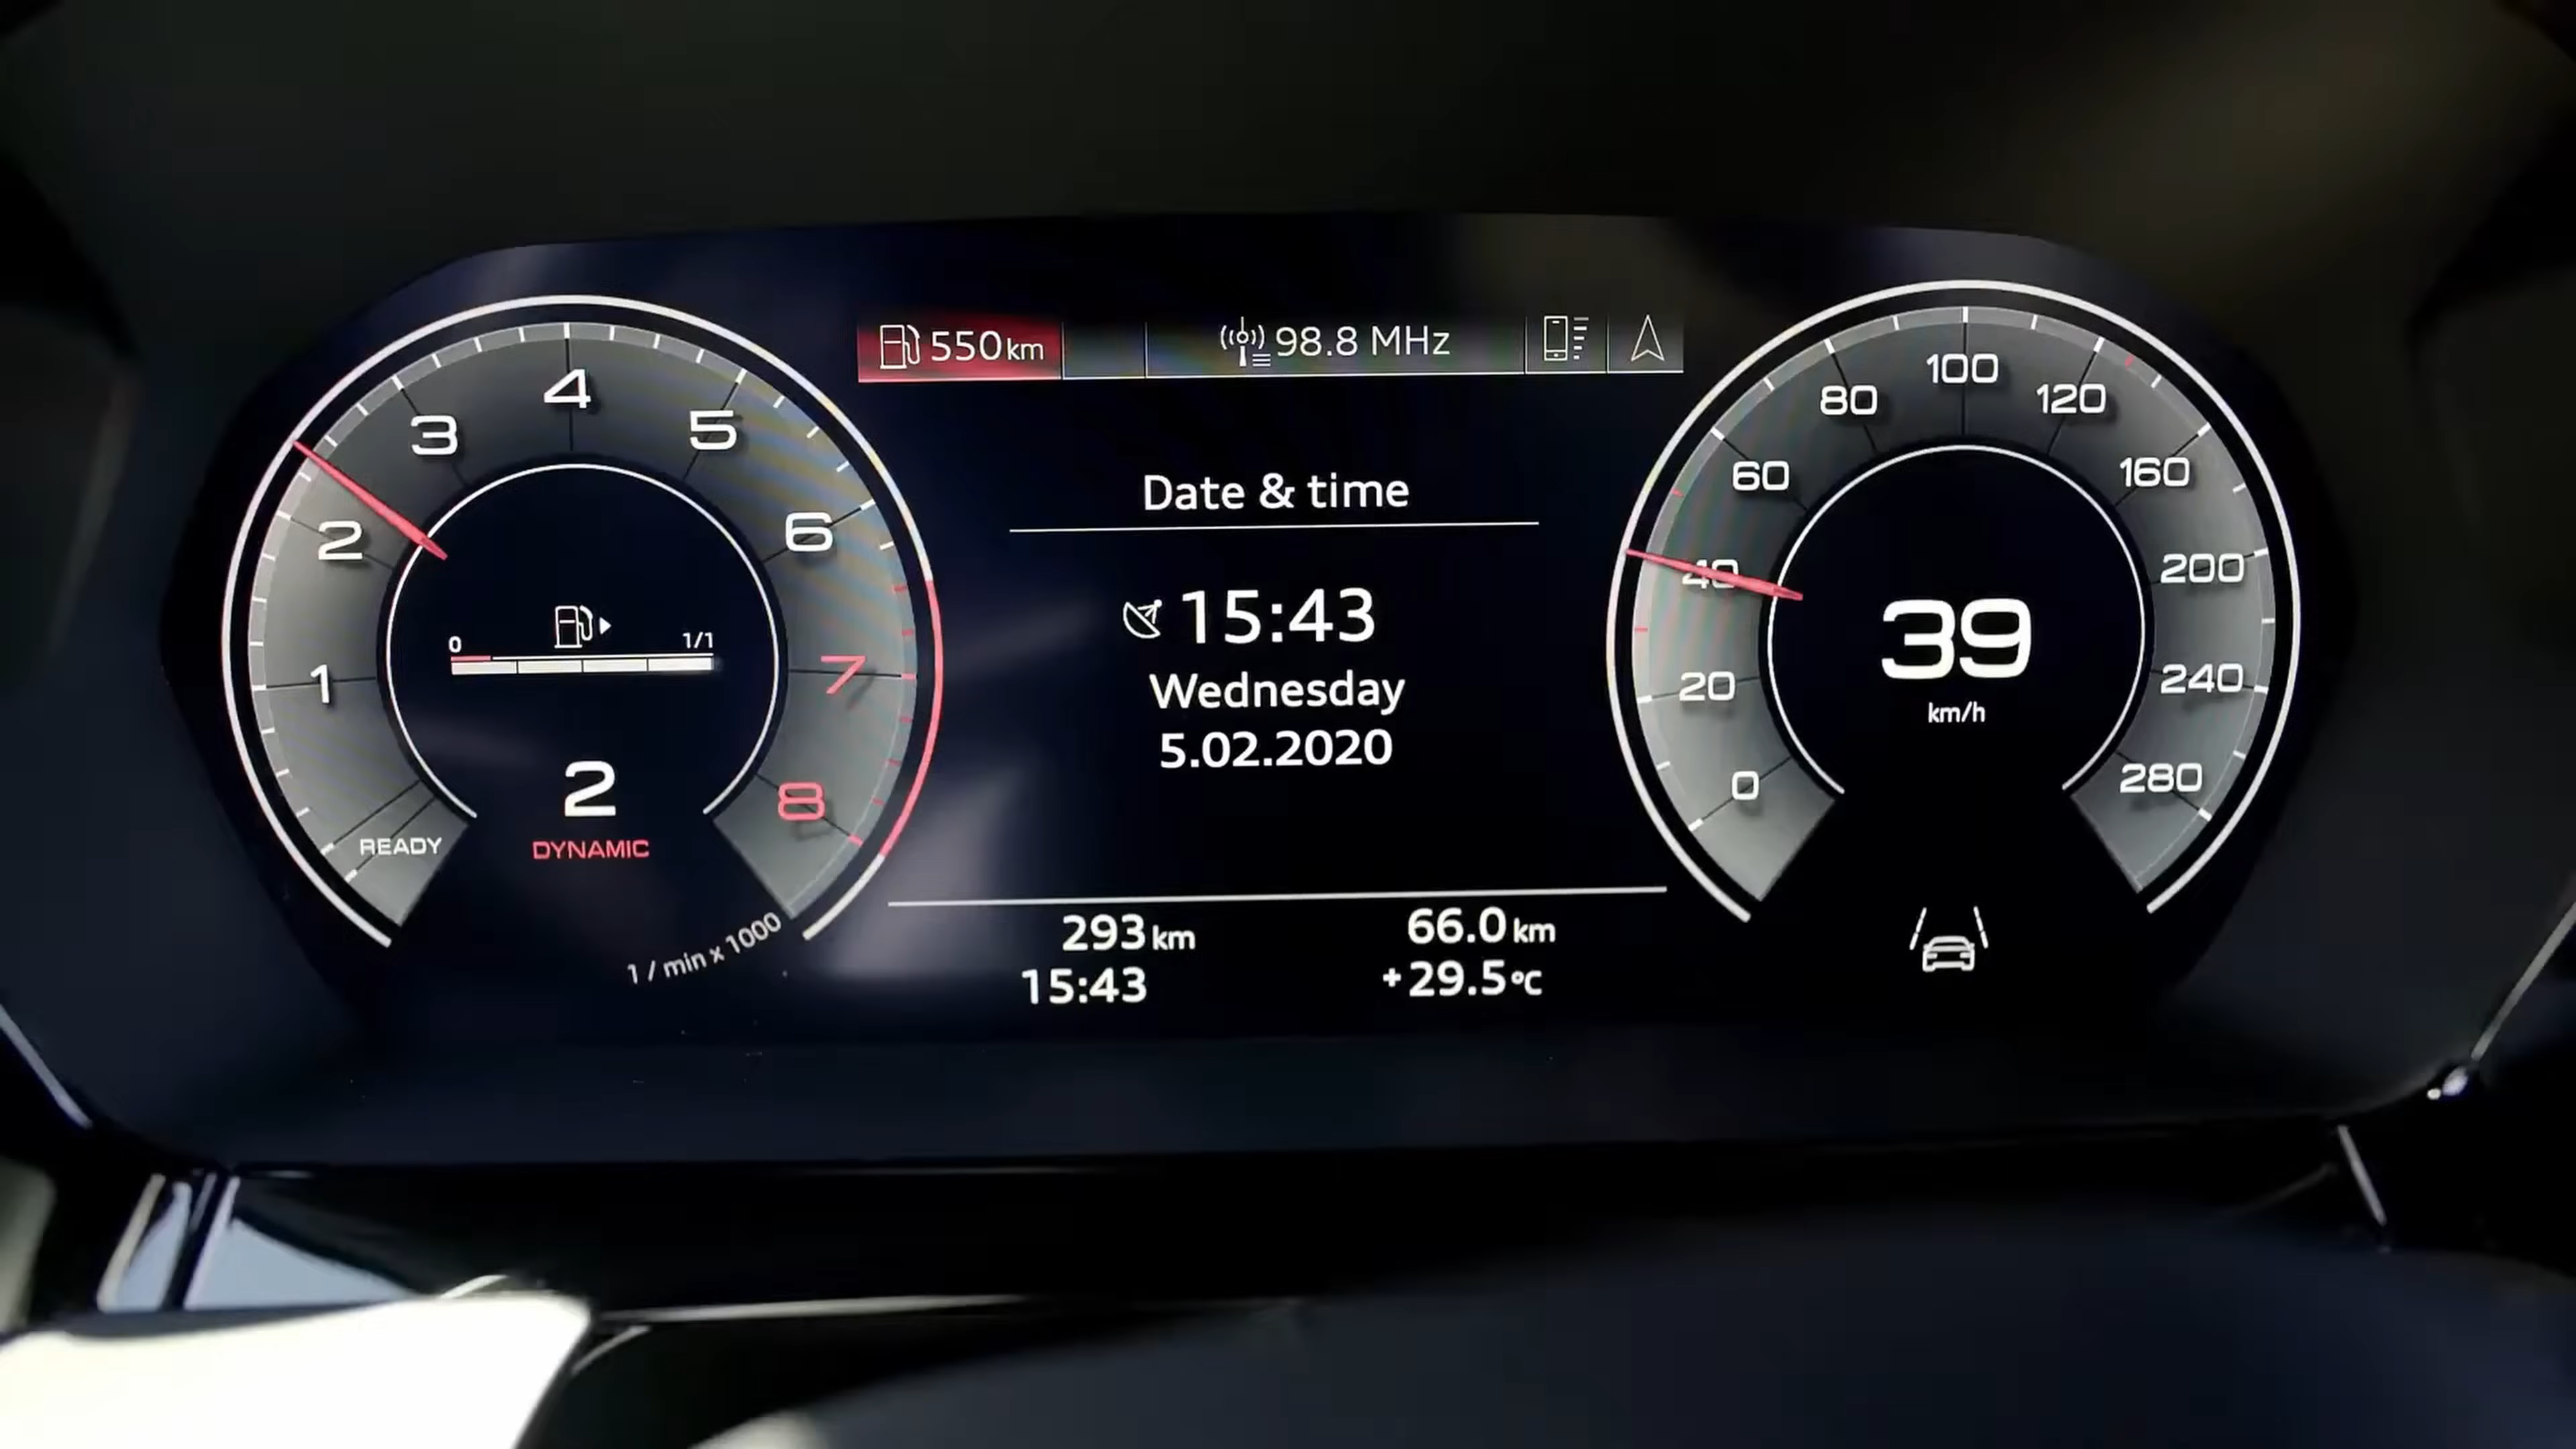 550 km
98.8 MHz
1
2
3
4
5
6
7
8
READY
0
1/1
2
DYNAMIC
1 / min x 1000
Date & time
15:43
Wednesday
5.02.2020
293 km
66.0 km
15:43
+29.5 °C
0
20
40
60
80
100
120
160
200
240
280
39
km/h